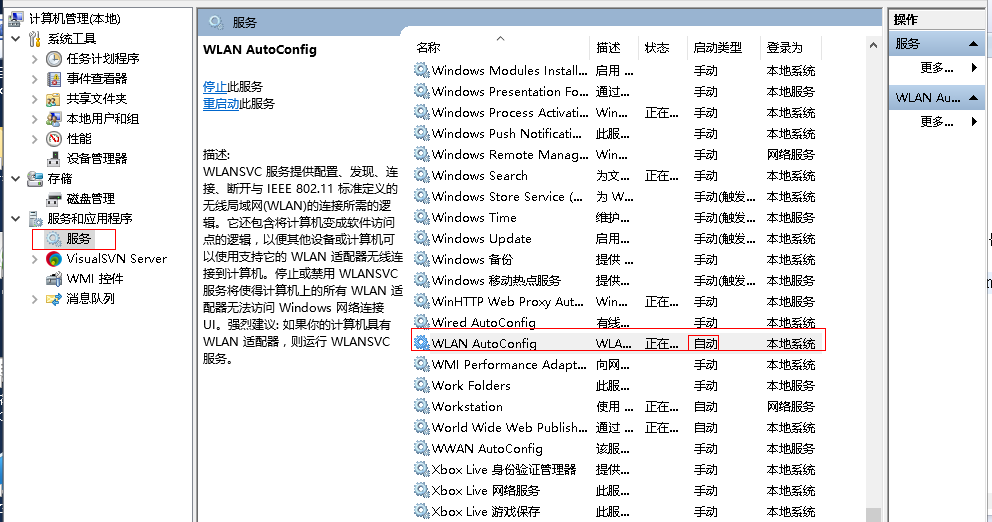 计算机管理(本地)
系统工具
任务计划程序
事件查看器
共享文件夹
本地用户和组
性能
设备管理器
存储
磁盘管理
服务和应用程序
服务
VisualSVN Server
WMI 控件
消息队列
服务
WLAN AutoConfig
停止此服务
重启动此服务
描述:
WLANSVC 服务提供配置、发现、连
接、断开与 IEEE 802.11 标准定义的
无线局域网(WLAN)的连接所需的逻
辑。它还包含将计算机变成软件访问
点的逻辑，以便其他设备或计算机可
以使用支持它的 WLAN 适配器无线连
接到计算机。停止或禁用 WLANSVC
服务将使得计算机上的所有 WLAN 适
配器无法访问 Windows 网络连接
UI。强烈建议: 如果你的计算机具有
WLAN 适配器，则运行 WLANSVC
服务。
名称 描述 状态 启动类型 登录为
Windows Modules Install... 启用 ... 手动 本地系统
Windows Presentation Fo... 通过... 手动 本地服务
Windows Process Activati... Win... 正在... 手动 本地系统
Windows Push Notificati... 此服... 手动 本地系统
Windows Remote Manag... Win... 手动 网络服务
Windows Search 为文... 正在... 手动 本地系统
Windows Store Service (... 为 W... 手动(触发... 本地系统
Windows Time 维护... 手动(触发... 本地服务
Windows Update 启用... 手动(触发... 本地系统
Windows 备份 提供 ... 手动 本地系统
Windows 移动热点服务 提供... 手动(触发... 本地服务
WinHTTP Web Proxy Aut... Win... 正在... 手动 本地服务
Wired AutoConfig 有线... 手动 本地系统
WLAN AutoConfig WLA... 正在... 自动 本地系统
WMI Performance Adapt... 向网... 手动 本地系统
Work Folders 此服... 手动 本地服务
Workstation 使用 ... 正在... 自动 网络服务
World Wide Web Publish... 通过 ... 正在... 自动 本地系统
WWAN AutoConfig 该服... 手动 本地服务
Xbox Live 身份验证管理器 提供... 手动 本地系统
Xbox Live 网络服务 此服... 手动 本地系统
Xbox Live 游戏保存 此服... 手动 本地系统
操作
服务
更多...
WLAN Au...
更多...